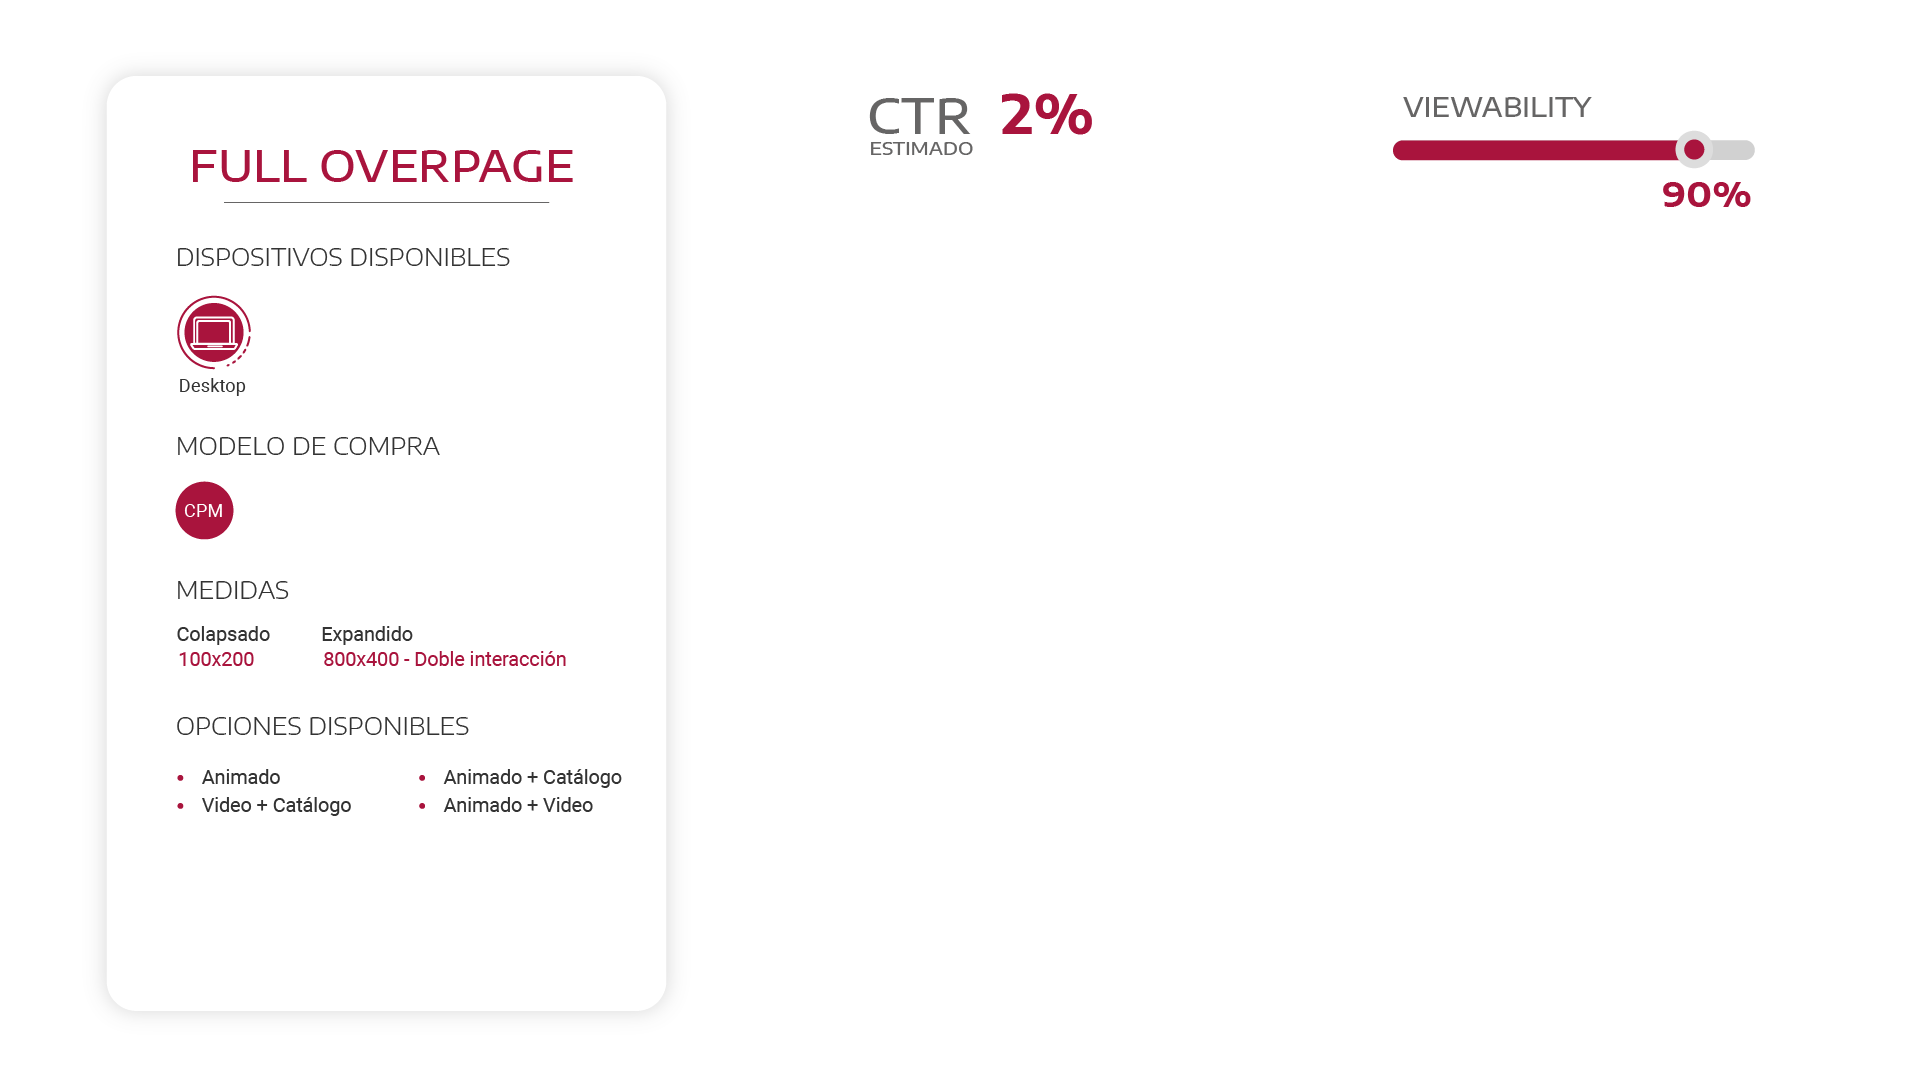 FULL OVERPAGE
DISPOSITIVOS DISPONIBLES
Desktop
MODELO DE COMPRA
CPM
MEDIDAS
Colapsado
100x200
Expandido
800x400 - Doble interacción
OPCIONES DISPONIBLES
• Animado
• Video + Catálogo
• Animado + Catálogo
• Animado + Video
CTR 2%
ESTIMADO
VIEWABILITY
90%